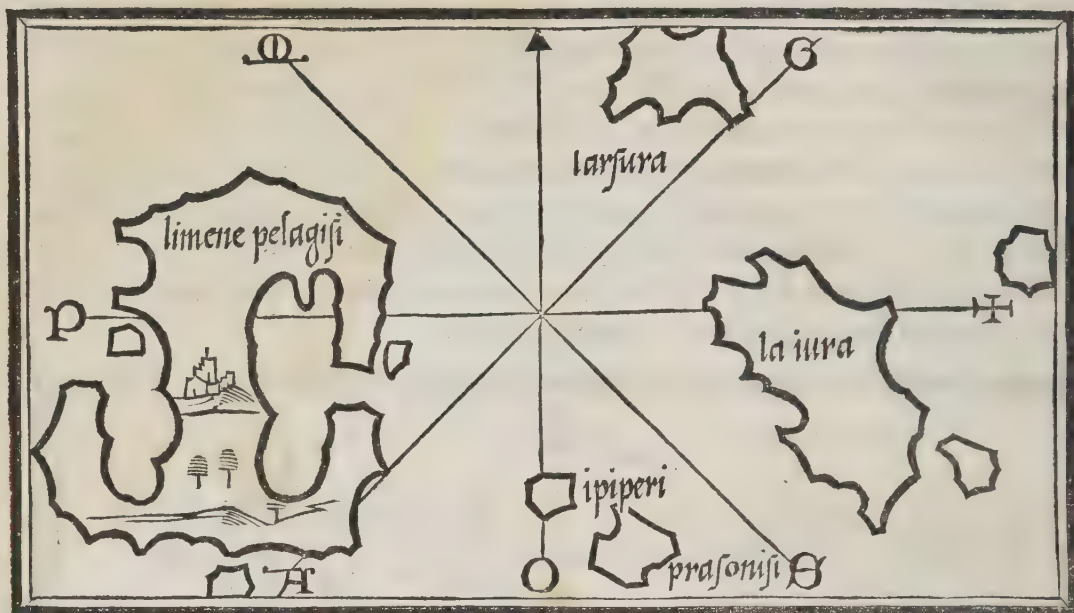 M
G
larſura
limene pelagiſi
P
la iura
ipiperi
praſoniſi S
O
A